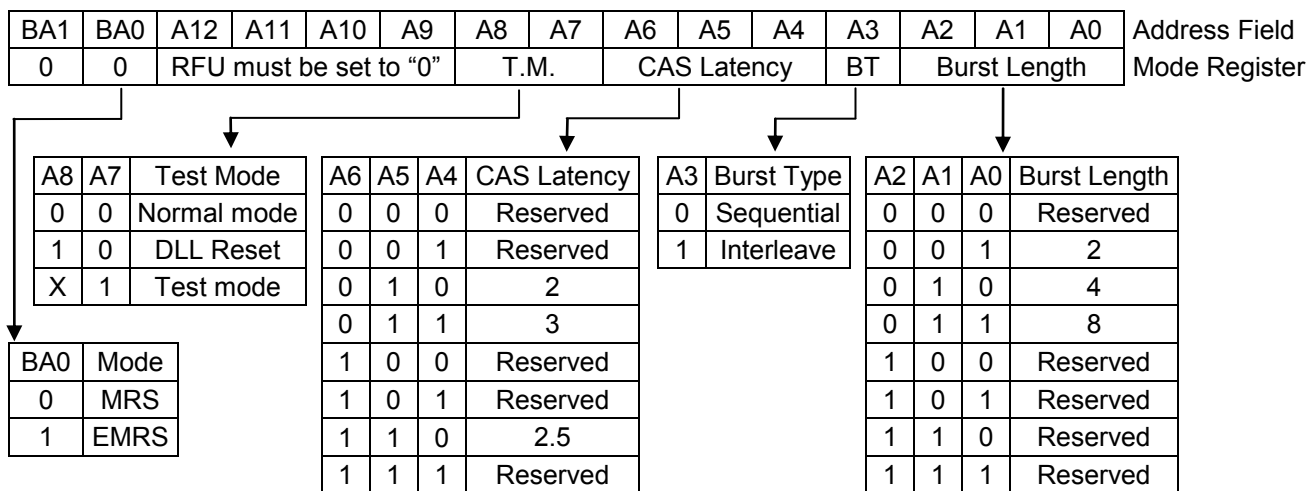 BA1 BA0 A12 A11 A10 A9 A8 A7 A6 A5 A4 A3 A2 A1 A0 Address Field
0 0 RFU must be set to “0” T.M. CAS Latency BT Burst Length Mode Register
A8 A7 Test Mode
0 0 Normal mode
1 0 DLL Reset
X 1 Test mode
BA0 Mode
0 MRS
1 EMRS
A6 A5 A4 CAS Latency
0 0 0 Reserved
0 0 1 Reserved
0 1 0 2
0 1 1 3
1 0 0 Reserved
1 0 1 Reserved
1 1 0 2.5
1 1 1 Reserved
A3 Burst Type
0 Sequential
1 Interleave
A2 A1 A0 Burst Length
0 0 0 Reserved
0 0 1 2
0 1 0 4
0 1 1 8
1 0 0 Reserved
1 0 1 Reserved
1 1 0 Reserved
1 1 1 Reserved